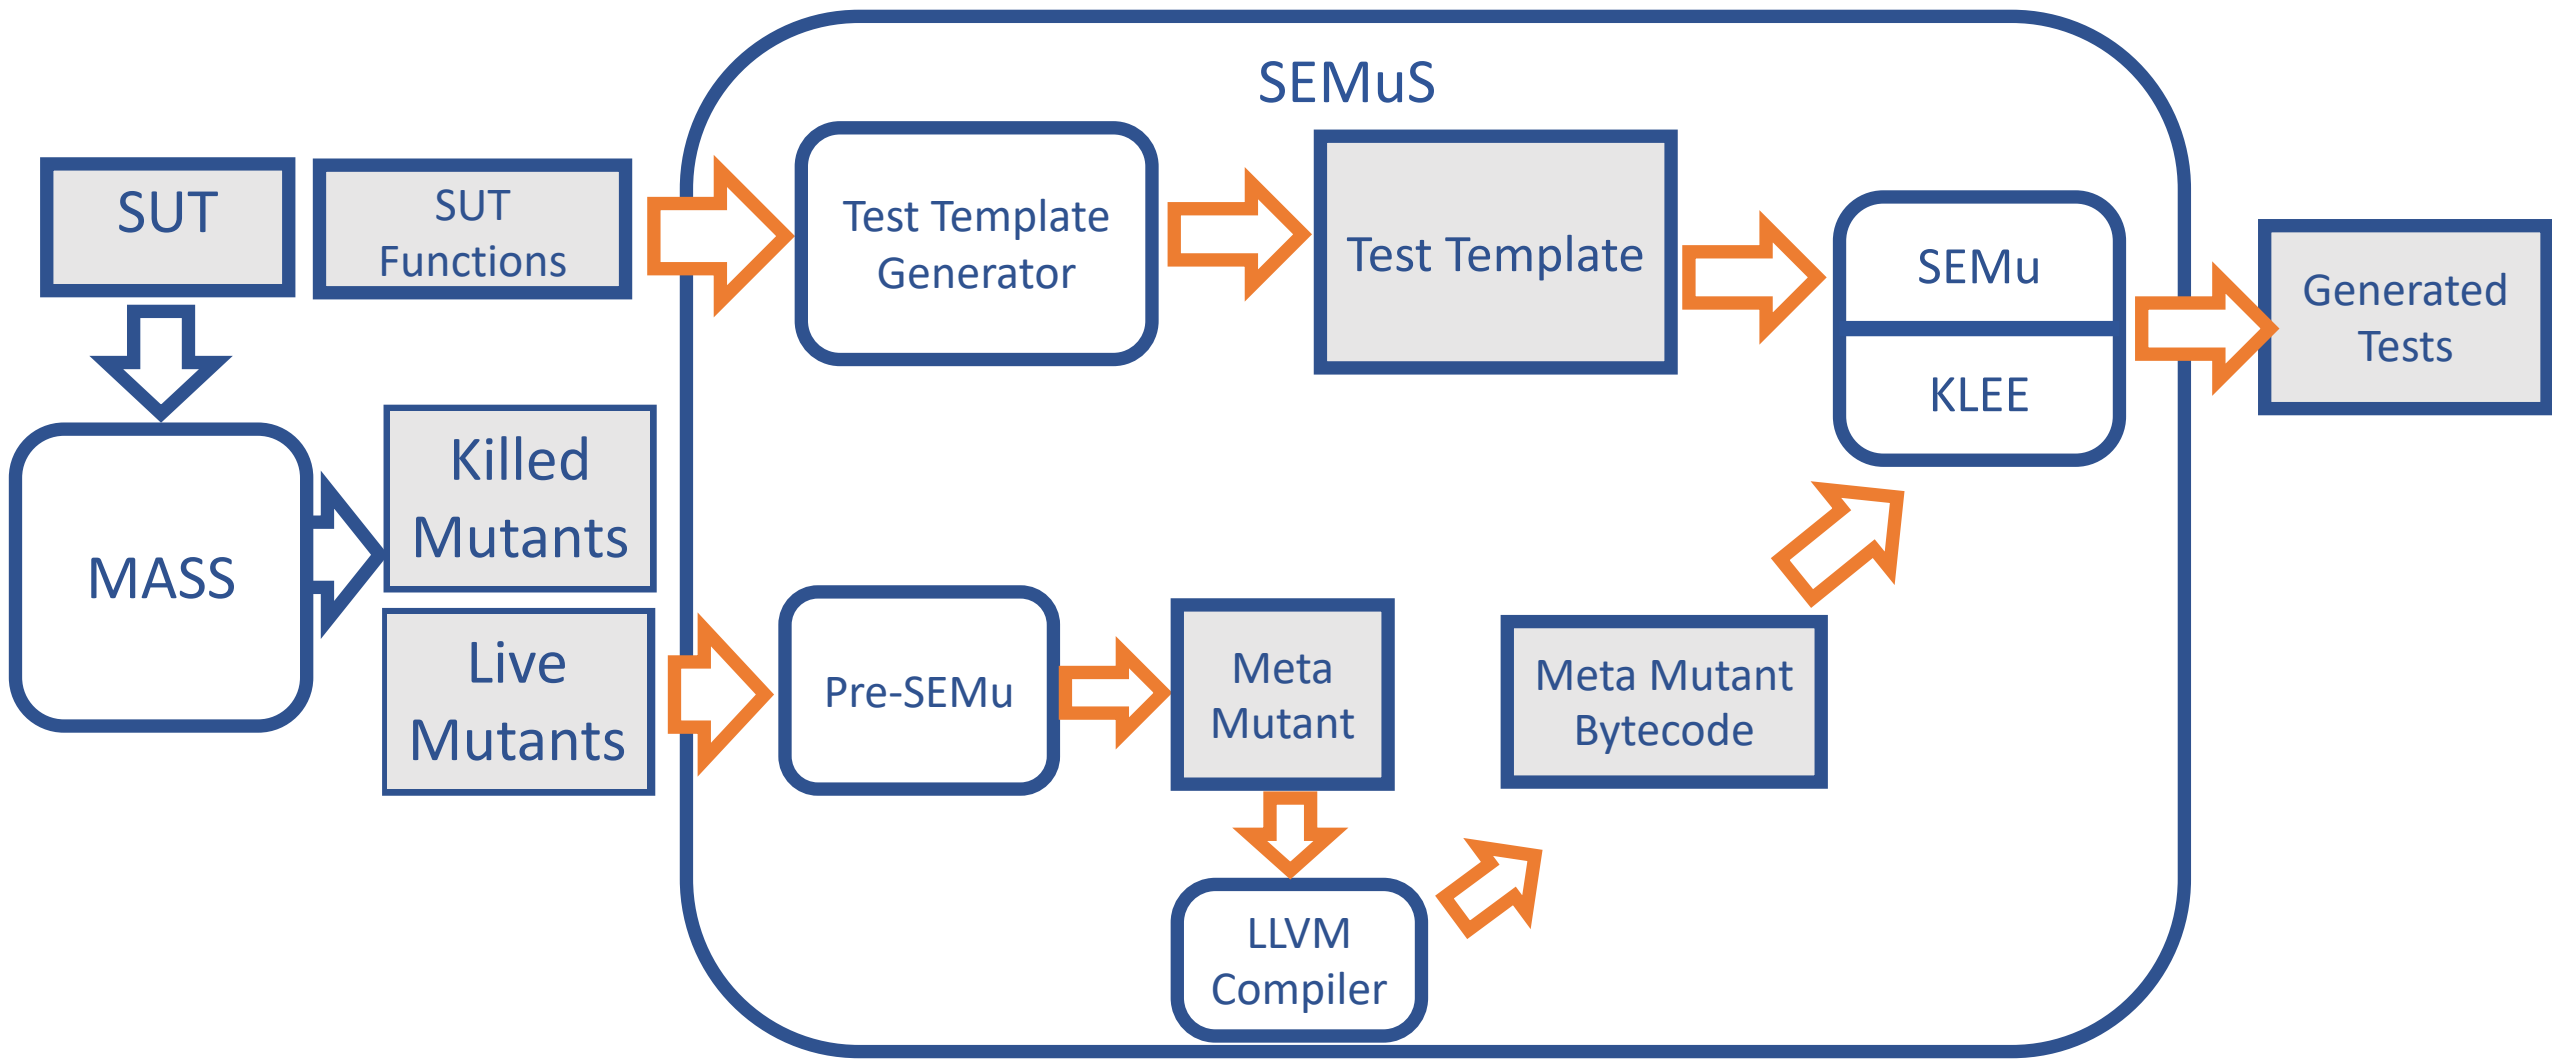 SEMuS
SUT
SUT
Functions
Test Template
Generator
Test Template
SEMu
KLEE
Generated
Tests
MASS
Killed
Mutants
Live
Mutants
Pre-SEMu
Meta
Mutant
Meta Mutant
Bytecode
LLVM
Compiler